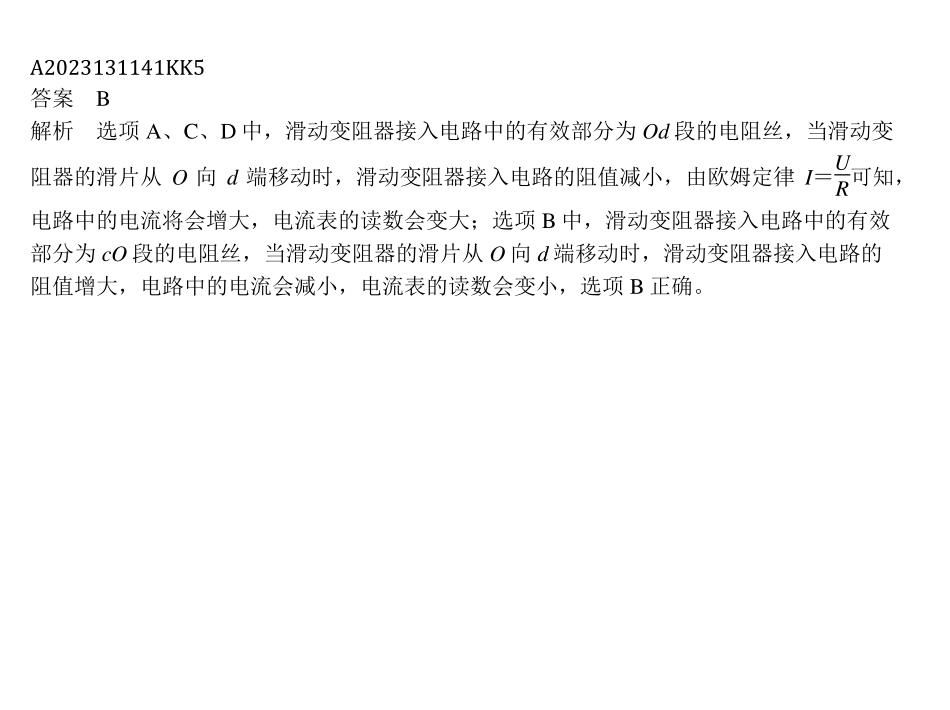 A2023131141KK5
答案　B
解析　选项 A、C、D 中，滑动变阻器接入电路中的有效部分为 Od 段的电阻丝，当滑动变
阻器的滑片从 O 向 d 端移动时，滑动变阻器接入电路的阻值减小，由欧姆定律 I=U/R可知，
电路中的电流将会增大，电流表的读数会变大；选项 B 中，滑动变阻器接入电路中的有效
部分为 cO 段的电阻丝，当滑动变阻器的滑片从 O 向 d 端移动时，滑动变阻器接入电路的
阻值增大，电路中的电流会减小，电流表的读数会变小，选项 B 正确。